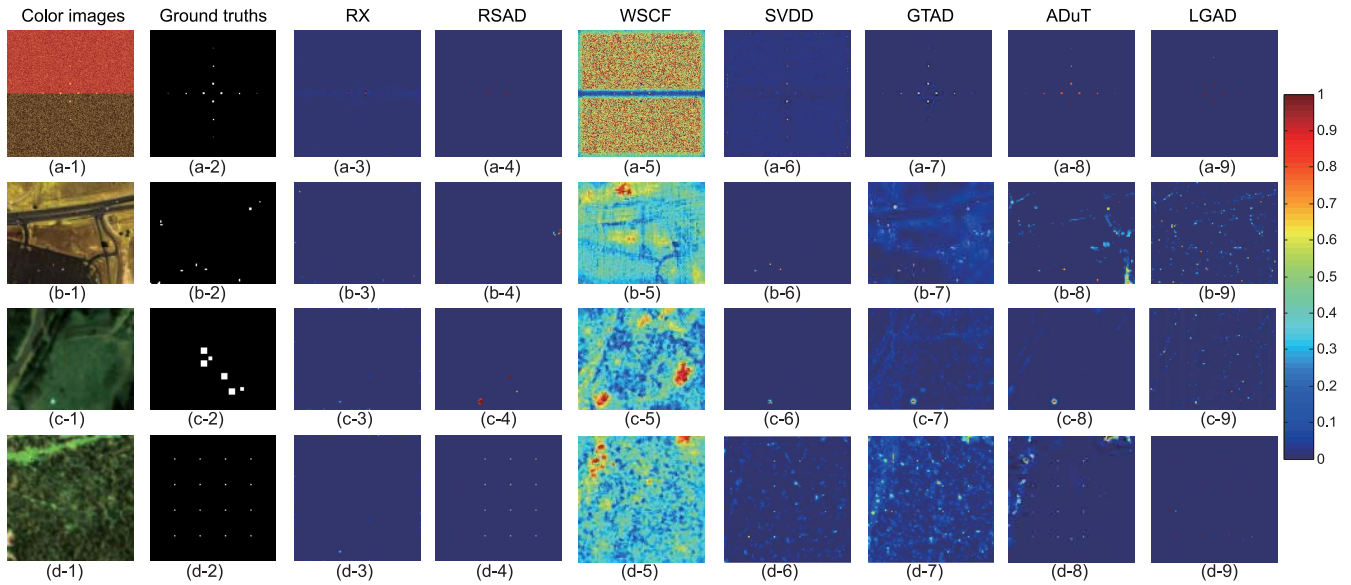 Color images Ground truths RX RSAD WSCF SVDD GTAD ADuT LGAD
(a-1) (a-2) (a-3) (a-4) (a-5) (a-6) (a-7) (a-8) (a-9)
(b-1) (b-2) (b-3) (b-4) (b-5) (b-6) (b-7) (b-8) (b-9)
(c-1) (c-2) (c-3) (c-4) (c-5) (c-6) (c-7) (c-8) (c-9)
(d-1) (d-2) (d-3) (d-4) (d-5) (d-6) (d-7) (d-8) (d-9)
1
0.9
0.8
0.7
0.6
0.5
0.4
0.3
0.2
0.1
0